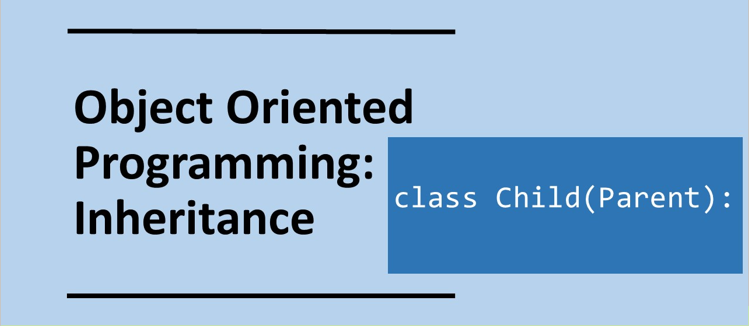 Object Oriented
Programming:
Inheritance
class Child(Parent):